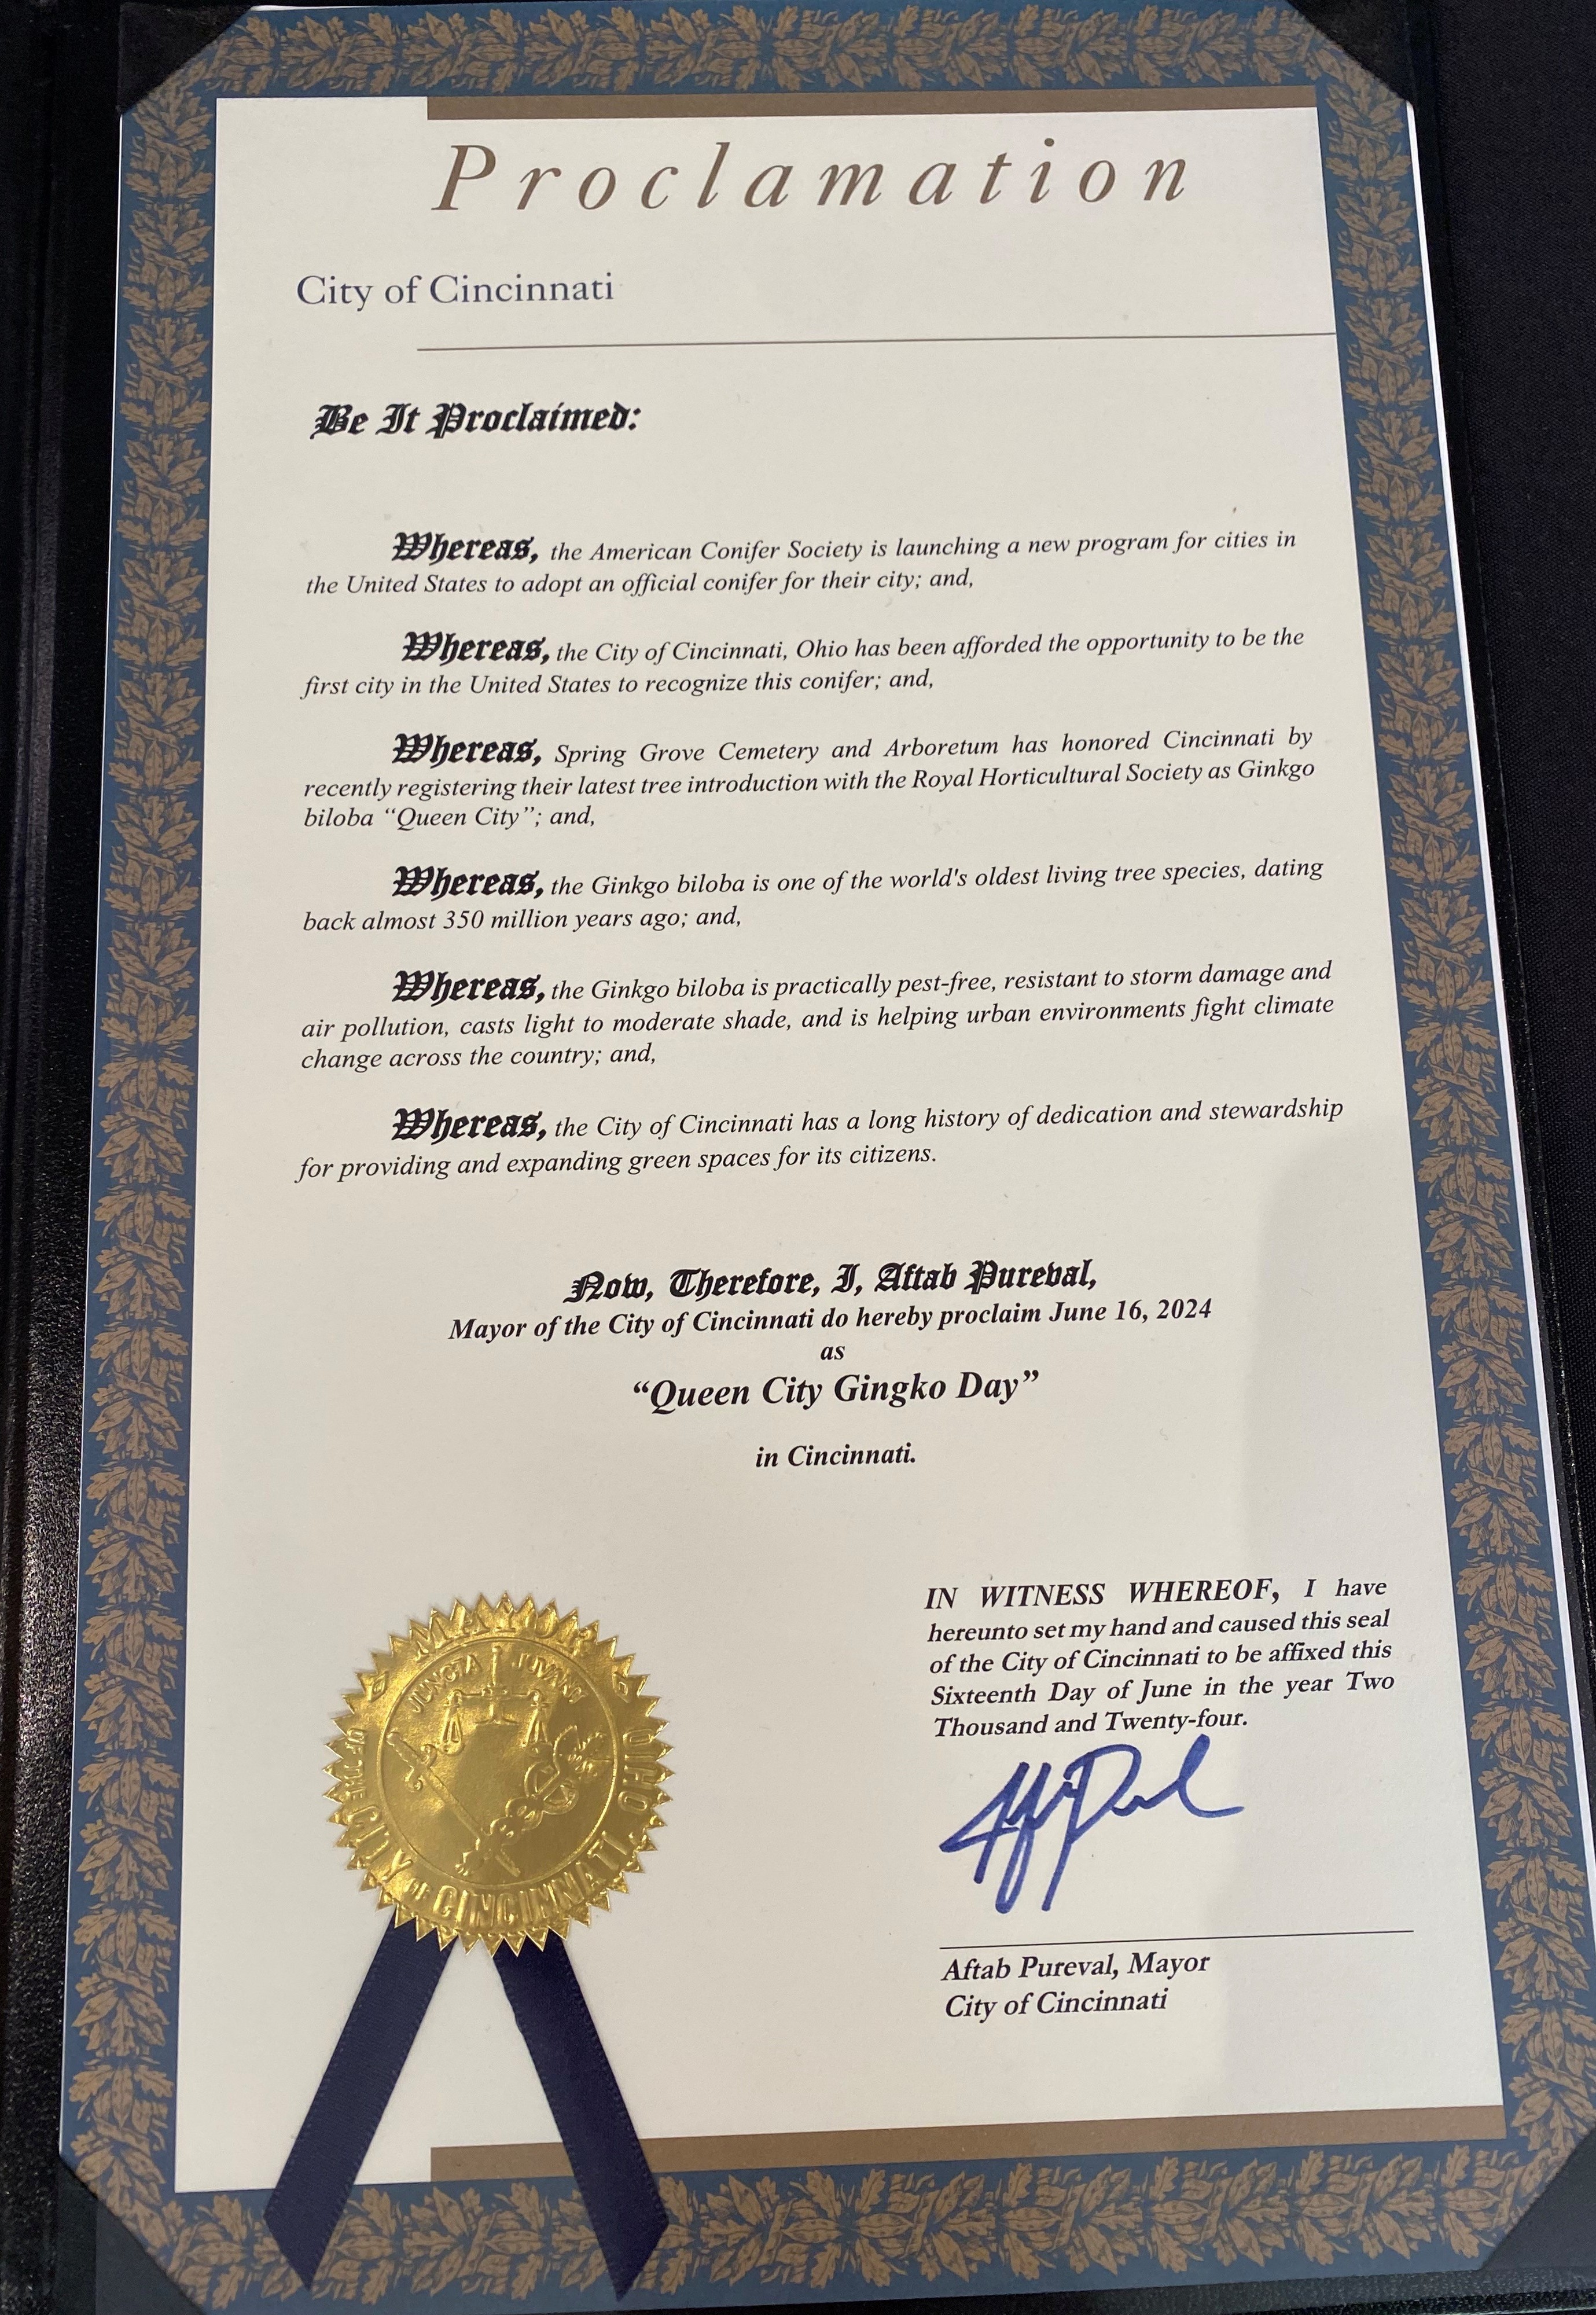 Proclamation
City of Cincinnati
Be It Proclaimed:
Whereas, the American Conifer Society is launching a new program for cities in
the United States to adopt an official conifer for their city; and,
Whereas, the City of Cincinnati, Ohio has been afforded the opportunity to be the
first city in the United States to recognize this conifer; and,
Whereas, Spring Grove Cemetery and Arboretum has honored Cincinnati by
recently registering their latest tree introduction with the Royal Horticultural Society as Ginkgo
biloba “Queen City”; and,
Whereas, the Ginkgo biloba is one of the world's oldest living tree species, dating
back almost 350 million years ago; and,
Whereas, the Ginkgo biloba is practically pest-free, resistant to storm damage and
air pollution, casts light to moderate shade, and is helping urban environments fight climate
change across the country; and,
Whereas, the City of Cincinnati has a long history of dedication and stewardship
for providing and expanding green spaces for its citizens.
Now, Therefore, I, Aftab Pureval,
Mayor of the City of Cincinnati do hereby proclaim June 16, 2024
as
“Queen City Gingko Day”
in Cincinnati.
IN WITNESS WHEREOF, I have
hereunto set my hand and caused this seal
of the City of Cincinnati to be affixed this
Sixteenth Day of June in the year Two
Thousand and Twenty-four.
Aftab Pureval, Mayor
City of Cincinnati
MAYOR
JUNCTA JUVANT
OF THE CITY OF CINCINNATI OHIO